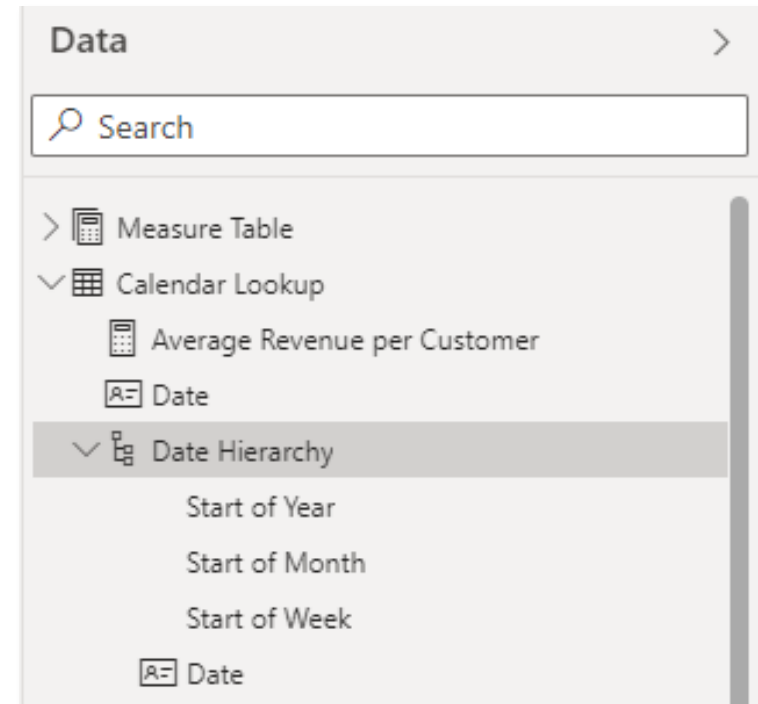 Data
Search
Measure Table
Calendar Lookup
Average Revenue per Customer
Date
Date Hierarchy
Start of Year
Start of Month
Start of Week
Date